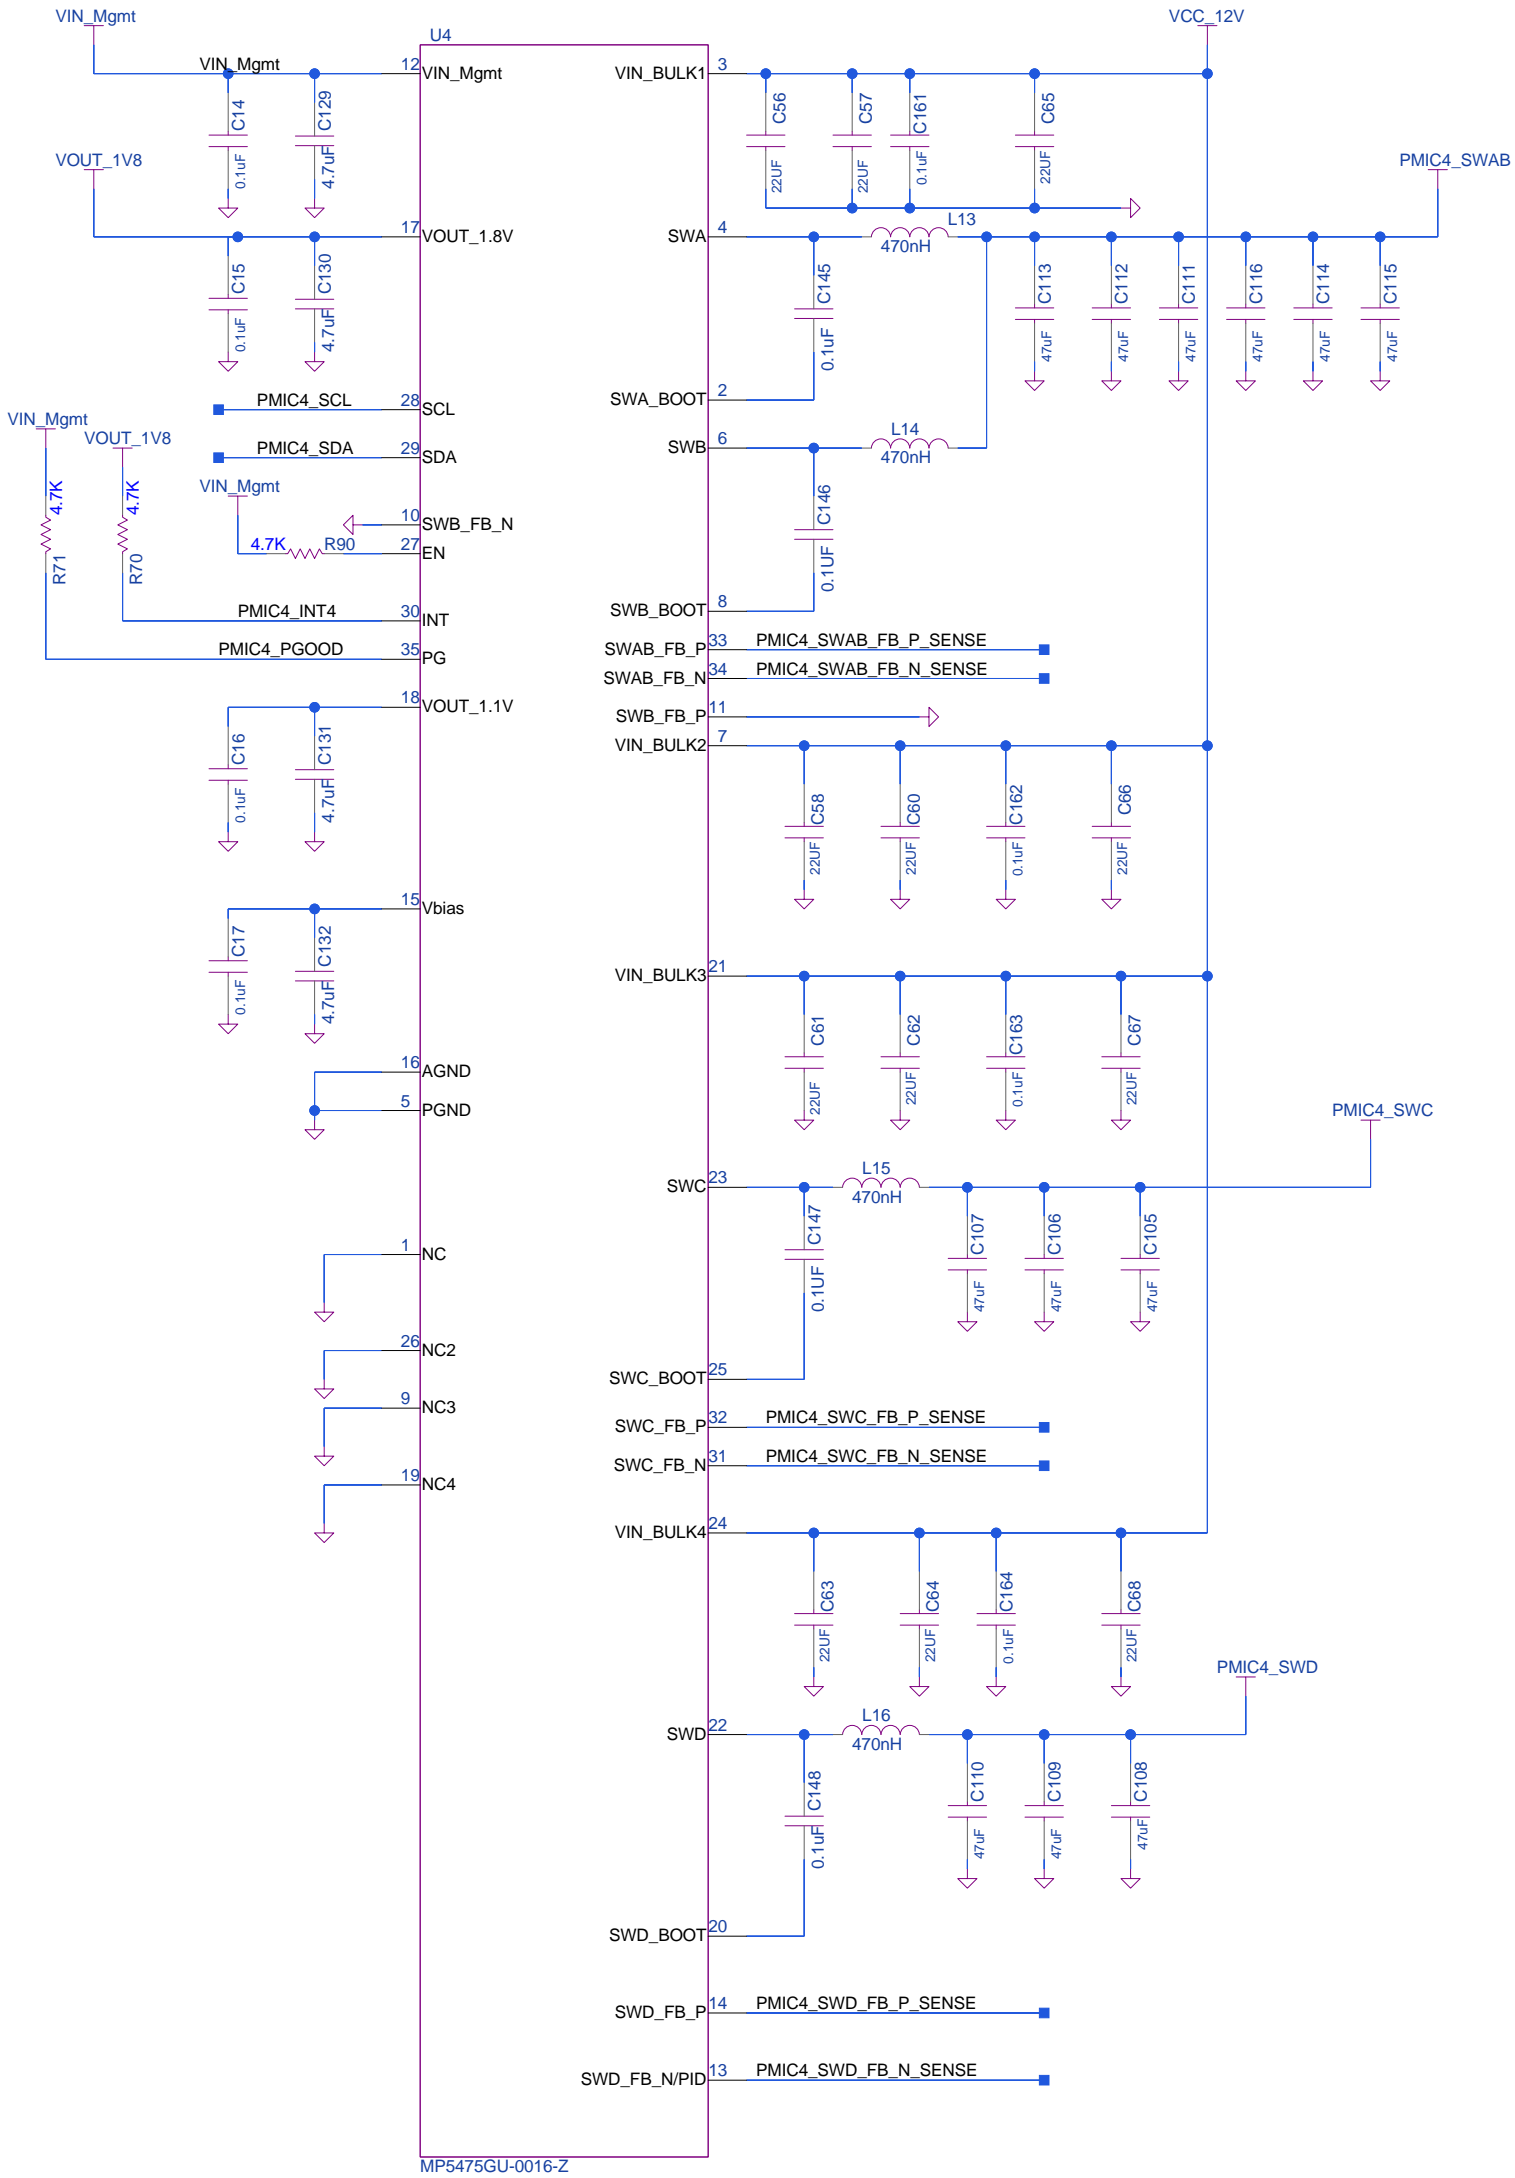 VIN_Mgmt
VCC_12V
U4
VIN_Mgmt
12
VIN_Mgmt
VIN_BULK1
3
C14
0.1uF
C129
4.7uF
C56
22UF
C57
22UF
C161
0.1uF
C65
22UF
VOUT_1V8
PMIC4_SWAB
17
VOUT_1.8V
SWA
4
L13
470nH
C15
0.1uF
C130
4.7uF
C145
0.1uF
C113
47uF
C112
47uF
C111
47uF
C116
47uF
C114
47uF
C115
47uF
PMIC4_SCL
28
SCL
SWA_BOOT
2
VIN_Mgmt
VOUT_1V8
PMIC4_SDA
29
SDA
SWB
6
L14
470nH
VIN_Mgmt
4.7K
R71
4.7K
R70
10
SWB_FB_N
4.7K
R90
27
EN
C146
0.1UF
PMIC4_INT4
30
INT
SWB_BOOT
8
PMIC4_PGOOD
35
PG
SWAB_FB_P
33
PMIC4_SWAB_FB_P_SENSE
SWAB_FB_N
34
PMIC4_SWAB_FB_N_SENSE
18
VOUT_1.1V
SWB_FB_P
11
VIN_BULK2
7
C16
0.1uF
C131
4.7uF
C58
22UF
C60
22UF
C162
0.1uF
C66
22UF
15
Vbias
C17
0.1uF
C132
4.7uF
VIN_BULK3
21
C61
22UF
C62
22UF
C163
0.1uF
C67
22UF
16
AGND
5
PGND
PMIC4_SWC
SWC
23
L15
470nH
C147
0.1UF
C107
47uF
C106
47uF
C105
47uF
1
NC
26
NC2
SWC_BOOT
25
9
NC3
SWC_FB_P
32
PMIC4_SWC_FB_P_SENSE
SWC_FB_N
31
PMIC4_SWC_FB_N_SENSE
19
NC4
VIN_BULK4
24
C63
22UF
C64
22UF
C164
0.1uF
C68
22UF
PMIC4_SWD
SWD
22
L16
470nH
C148
0.1uF
C110
47uF
C109
47uF
C108
47uF
SWD_BOOT
20
SWD_FB_P
14
PMIC4_SWD_FB_P_SENSE
SWD_FB_N/PID
13
PMIC4_SWD_FB_N_SENSE
MP5475GU-0016-Z